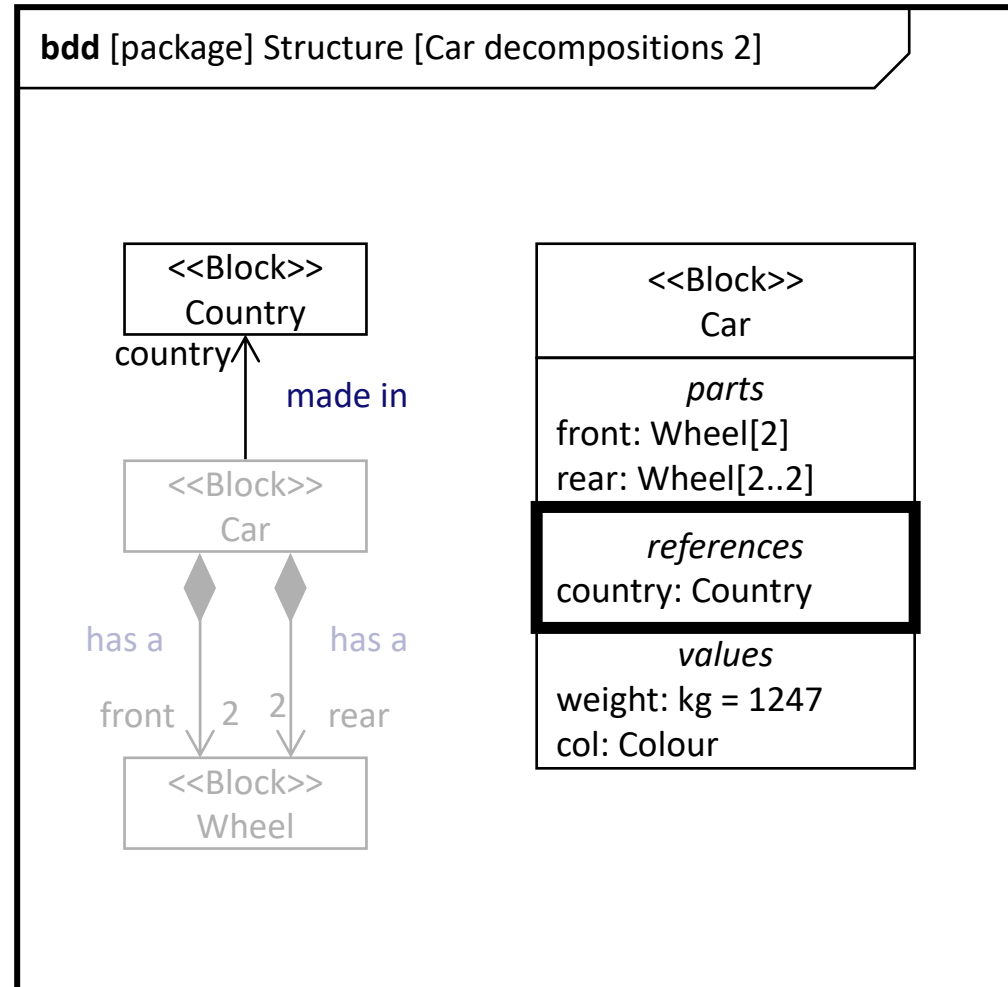 bdd [package] Structure [Car decompositions 2]
<<Block>>
Country
country
made in
<<Block>>
Car
has a
has a
front
2
2
rear
<<Block>>
Wheel
<<Block>>
Car
parts
front: Wheel[2]
rear: Wheel[2..2]
references
country: Country
values
weight: kg = 1247
col: Colour